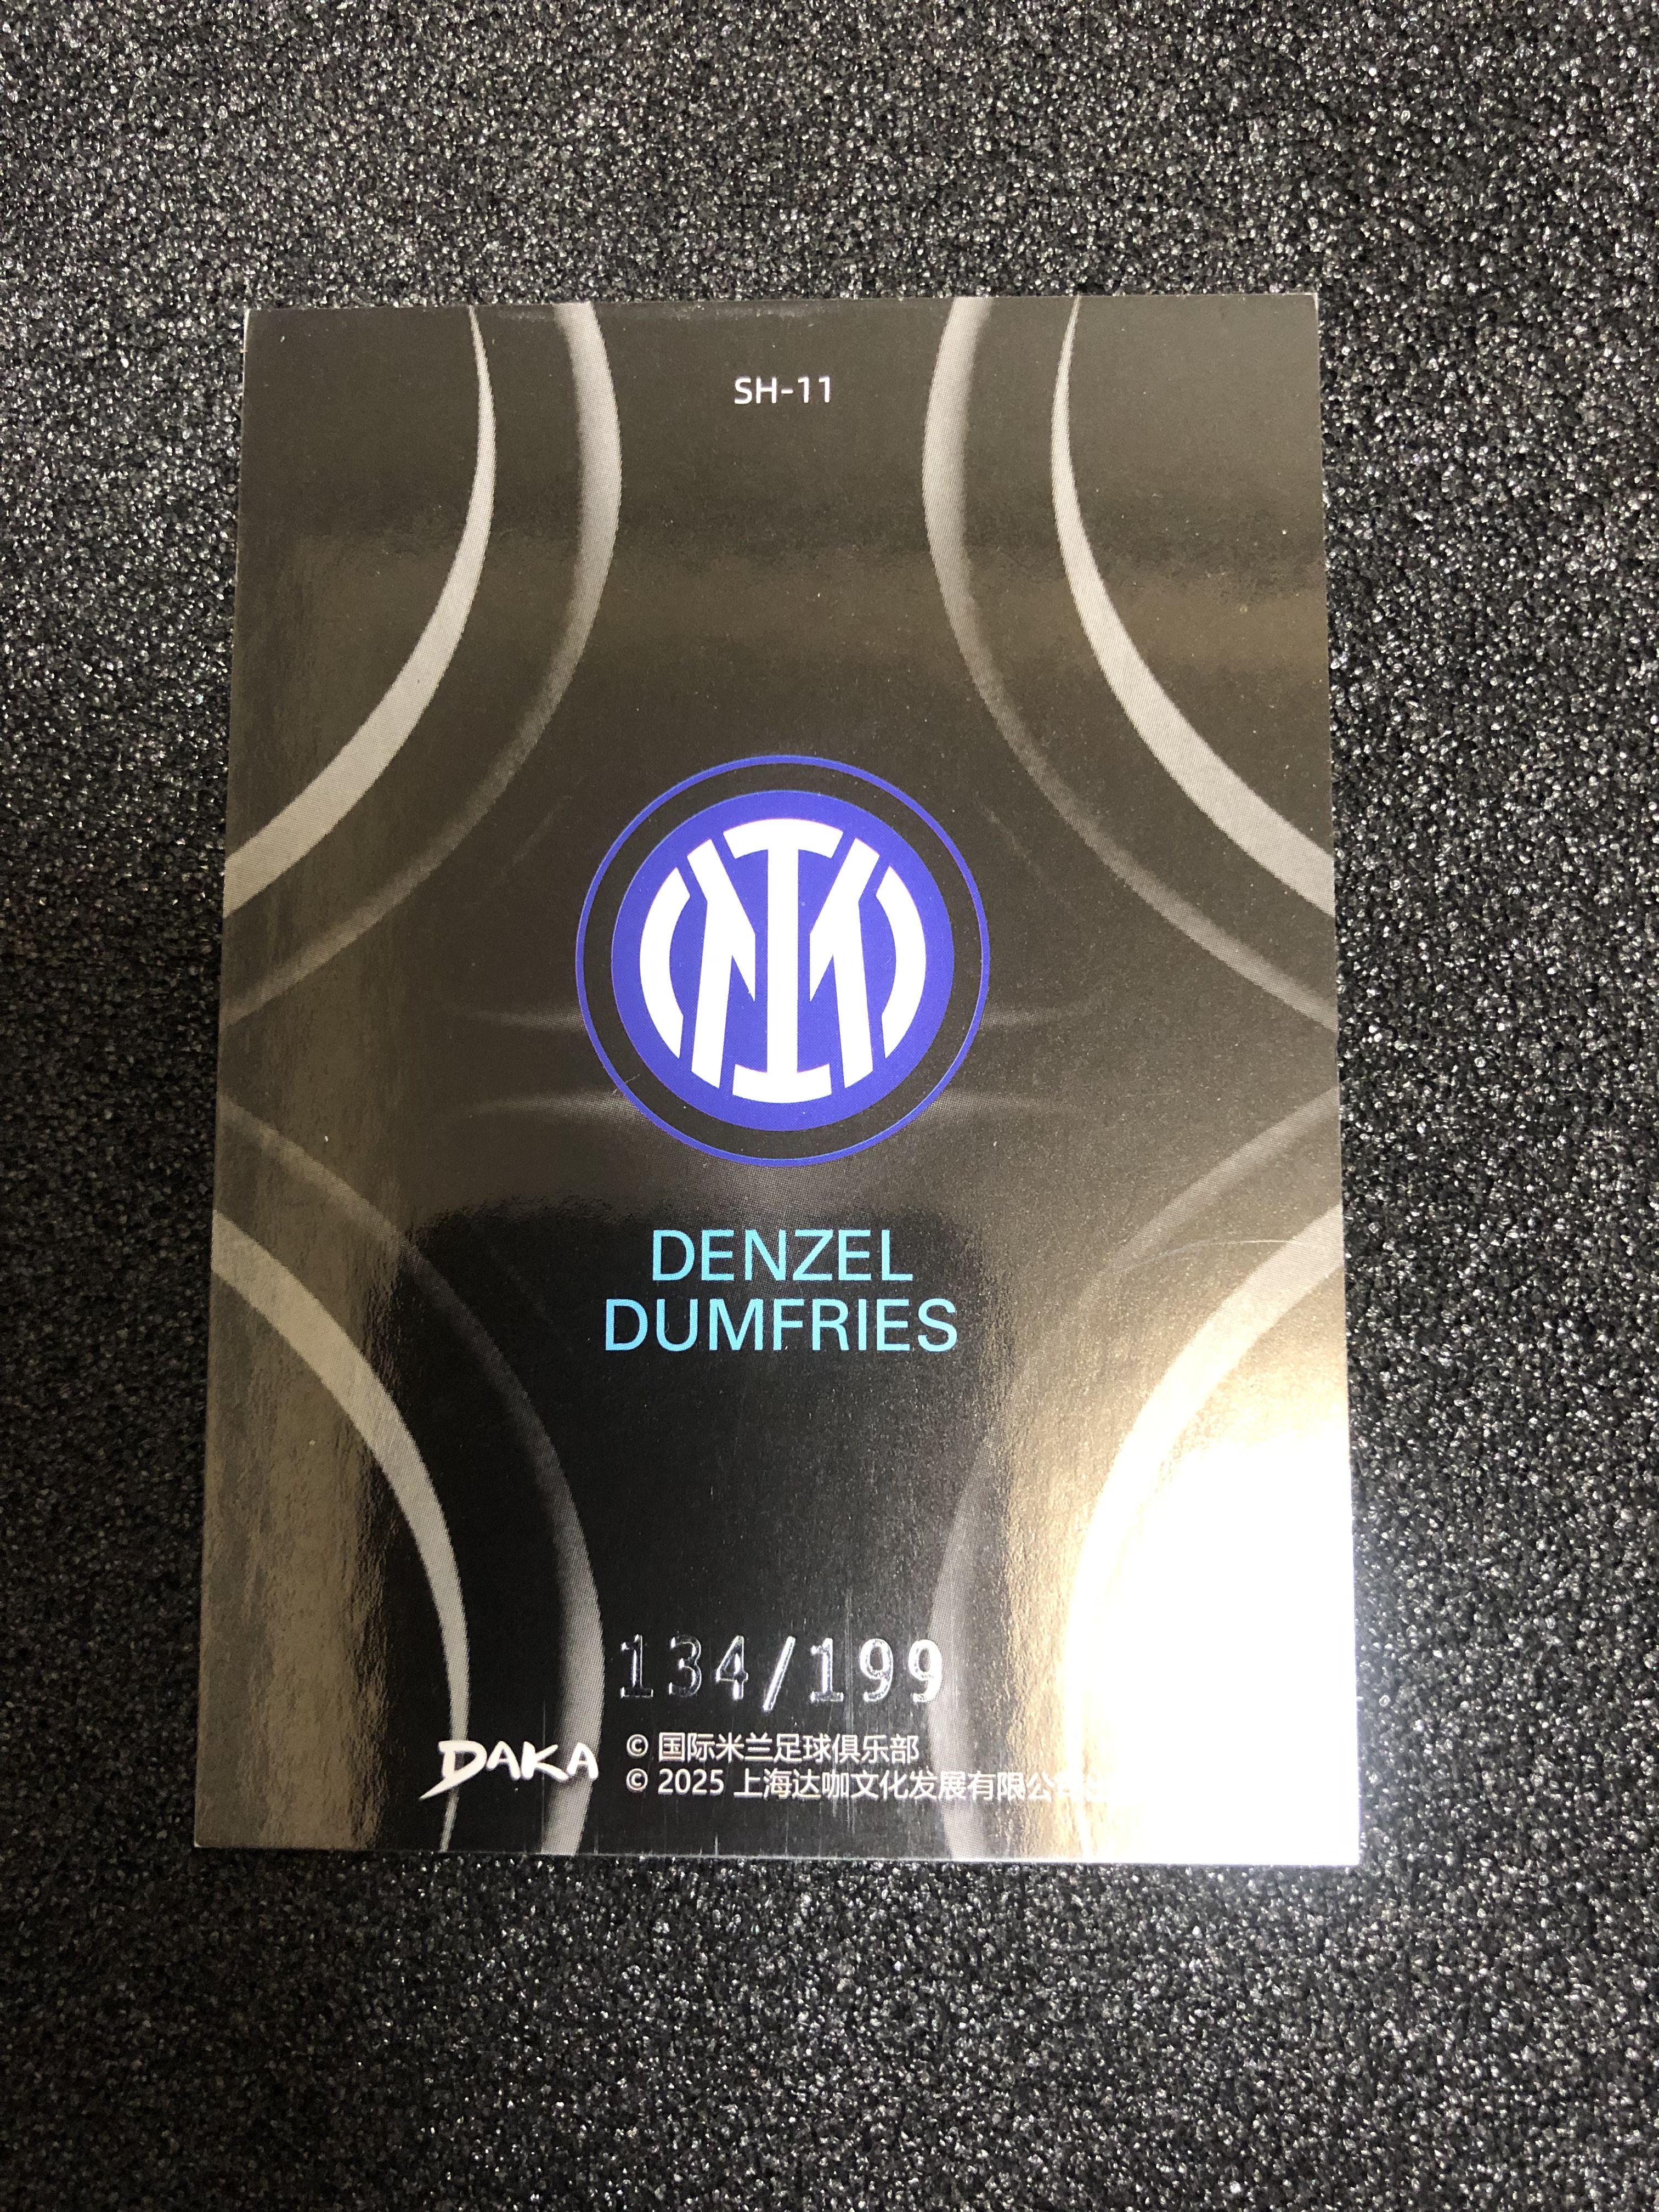 SH-11
IM
DENZEL
DUMFRIES
134/199
DAKA
© 国际米兰足球俱乐部
© 2025 上海达咖文化发展有限公司